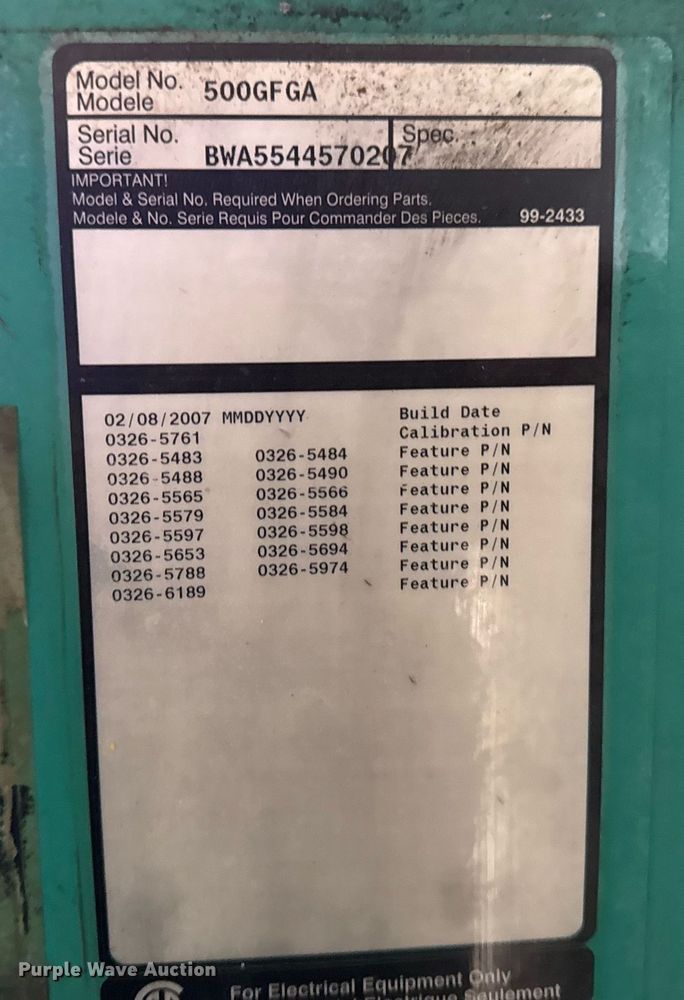 Model No. 500GFGA
Modele
Serial No. Spec.
Serie BWA5544570207
IMPORTANT!
Model & Serial No. Required When Ordering Parts.
Modele & No. Serie Requis Pour Commander Des Pieces. 99-2433
02/08/2007 MMDDYYYY Build Date
0326-5761 Calibration P/N
0326-5483 0326-5484 Feature P/N
0326-5488 0326-5490 Feature P/N
0326-5565 0326-5566 Feature P/N
0326-5579 0326-5584 Feature P/N
0326-5597 0326-5598 Feature P/N
0326-5653 0326-5694 Feature P/N
0326-5788 0326-5974 Feature P/N
0326-6189 Feature P/N
For Electrical Equipment Only
Electrique Seulement
Purple Wave Auction